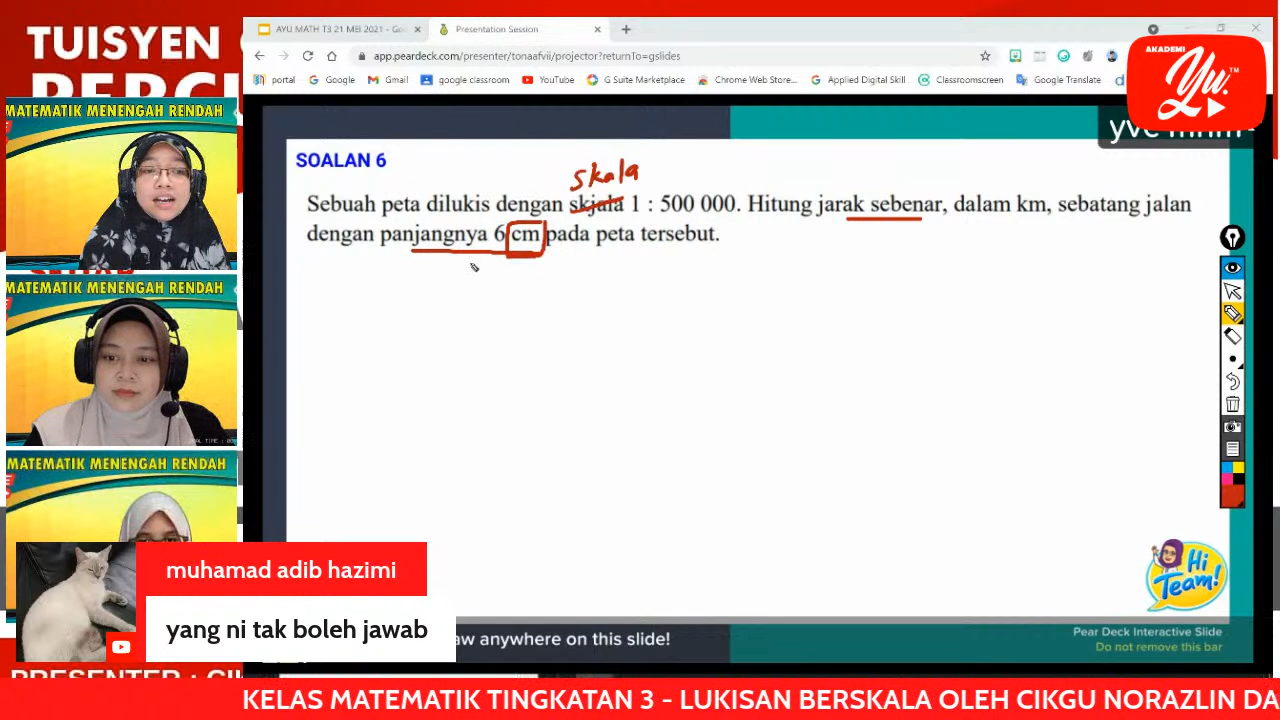 TUISYEN
AYU MATH T3 21 MEI 2021 - Go
Presentation Session
app.peardeck.com/presenter/tonaafvii/projector?returnTo=gslides
portal
Google
Gmail
google classroom
YouTube
G Suite Marketplace
Chrome Web Store...
Applied Digital Skill
Classroomscreen
Google Translate
AKADEMI
Yu.
TM
MATEMATIK MENENGAH RENDAH
SOALAN 6
skala
Sebuah peta dilukis dengan skjala 1 : 500 000. Hitung jarak sebenar, dalam km, sebatang jalan
dengan panjangnya 6 cm pada peta tersebut.
MATEMATIK MENENGAH RENDAH
Hi
Team!
muhamad adib hazimi
yang ni tak boleh jawab
aw anywhere on this slide!
Pear Deck Interactive Slide
Do not remove this bar
KELAS MATEMATIK TINGKATAN 3 - LUKISAN BERSKALA OLEH CIKGU NORAZLIN DA